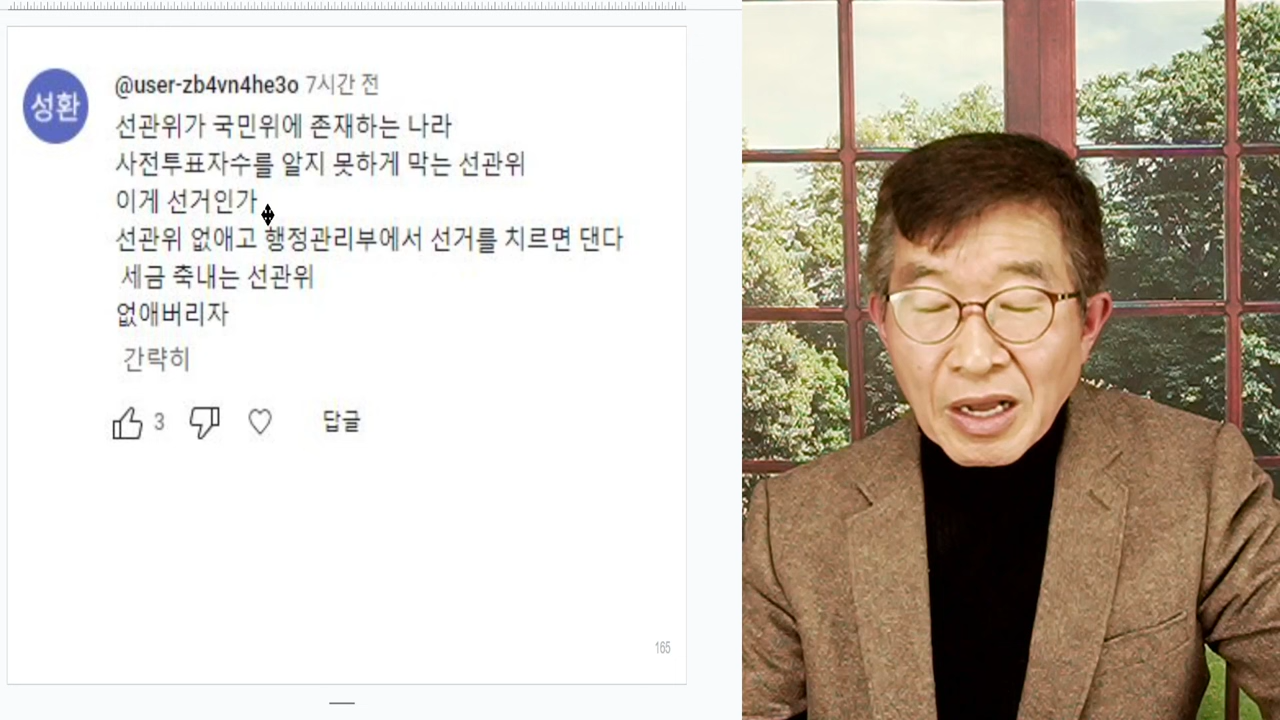 성환
@user-zb4vn4he3o 7시간 전
선관위가 국민위에 존재하는 나라
사전투표자수를 알지 못하게 막는 선관위
이게 선거인가
선관위 없애고 행정관리부에서 선거를 치르면 댄다
세금 축내는 선관위
없애버리자
간략히
3 답글
165